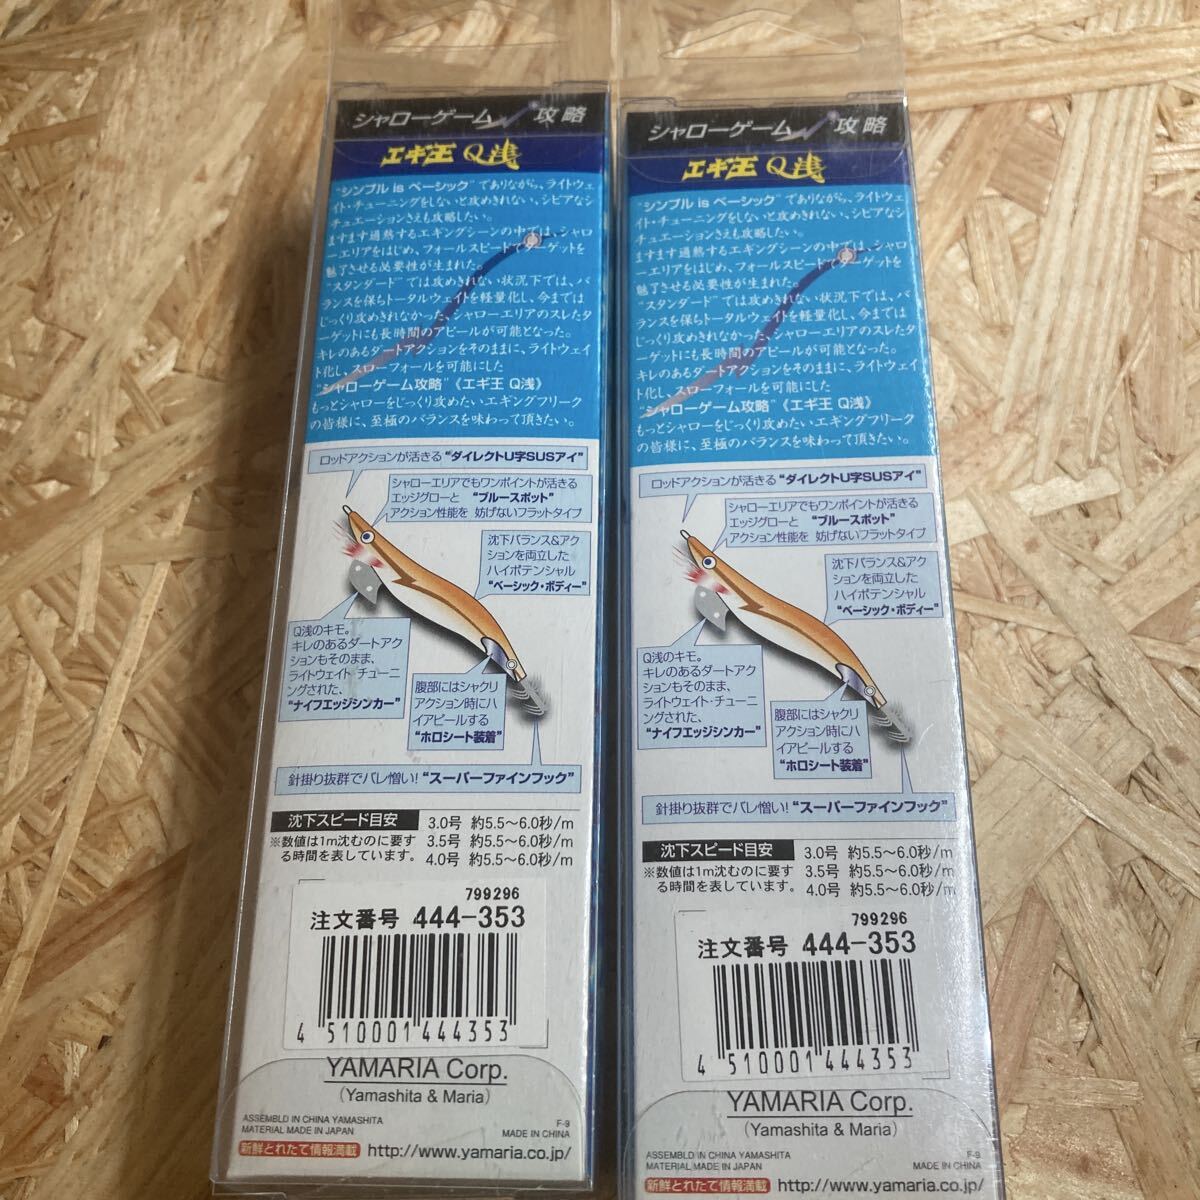 シャローゲーム 攻略
エギ王 Q浅
"シンプル is ベーシック" でありながら、ライトウェ
イト・チューニングをしないと攻めきれない、シビアなシ
チュエーションさえも攻略したい。
ますます過熱するエギングシーンの中では、シャロ
ーエリアをはじめ、フォールスピードでターゲットを
魅了させる必要性が生まれた。
"スタンダード" では攻めきれない状況下では、バ
ランスを保ちトータルウェイトを軽量化し、今までは
じっくり攻めきれなかった、シャローエリアのスレたタ
ーゲットにも長時間のアピールが可能となった。
キレのあるダートアクションをそのままに、ライトウェイ
ト化し、スローフォールを可能にした
"シャローゲーム攻略"《エギ王 Q浅》
もっとシャローをじっくり攻めたいエギングフリーク
の皆様に、至極のバランスを味わって頂きたい。
ロッドアクションが活きる "ダイレクトU字SUSアイ"
シャローエリアでもワンポイントが活きる
エッジグローと "ブルースポット"
アクション性能を 妨げないフラットタイプ
沈下バランス&アク
ションを両立した
ハイポテンシャル
"ベーシック・ボディー"
Q浅のキモ。
キレのあるダートアク
ションもそのまま、
ライトウェイト・チューニ
ングされた、
"ナイフエッジシンカー"
腹部にはシャクリ
アクション時にハ
イアピールする
"ホロシート装着"
針掛り抜群でバレ憎い! "スーパーファインフック"
沈下スピード目安
※数値は1m沈むのに要す
る時間を表しています。
3.0号 約5.5〜6.0秒/m
3.5号 約5.5〜6.0秒/m
4.0号 約5.5〜6.0秒/m
799296
注文番号 444-353
4 510001 444353
YAMARIA Corp.
(Yamashita & Maria)
ASSEMBLD IN CHINA YAMASHITA
MATERIAL MADE IN JAPAN
F-9
MADE IN CHINA
新鮮とれたて情報満載 http://www.yamaria.co.jp/
シャローゲーム 攻略
エギ王 Q浅
"シンプル is ベーシック" でありながら、ライトウェ
イト・チューニングをしないと攻めきれない、シビアなシ
チュエーションさえも攻略したい。
ますます過熱するエギングシーンの中では、シャロ
ーエリアをはじめ、フォールスピードでターゲットを
魅了させる必要性が生まれた。
"スタンダード" では攻めきれない状況下では、バ
ランスを保ちトータルウェイトを軽量化し、今までは
じっくり攻めきれなかった、シャローエリアのスレたタ
ーゲットにも長時間のアピールが可能となった。
キレのあるダートアクションをそのままに、ライトウェイ
ト化し、スローフォールを可能にした
"シャローゲーム攻略"《エギ王 Q浅》
もっとシャローをじっくり攻めたいエギングフリーク
の皆様に、至極のバランスを味わって頂きたい。
ロッドアクションが活きる "ダイレクトU字SUSアイ"
シャローエリアでもワンポイントが活きる
エッジグローと "ブルースポット"
アクション性能を 妨げないフラットタイプ
沈下バランス&アク
ションを両立した
ハイポテンシャル
"ベーシック・ボディー"
Q浅のキモ。
キレのあるダートアク
ションもそのまま、
ライトウェイト・チューニ
ングされた、
"ナイフエッジシンカー"
腹部にはシャクリ
アクション時にハ
イアピールする
"ホロシート装着"
針掛り抜群でバレ憎い! "スーパーファインフック"
沈下スピード目安
※数値は1m沈むのに要す
る時間を表しています。
3.0号 約5.5〜6.0秒/m
3.5号 約5.5〜6.0秒/m
4.0号 約5.5〜6.0秒/m
799296
注文番号 444-353
4 510001 444353
YAMARIA Corp.
(Yamashita & Maria)
ASSEMBLD IN CHINA YAMASHITA
MATERIAL MADE IN JAPAN
F-9
MADE IN CHINA
新鮮とれたて情報満載 http://www.yamaria.co.jp/